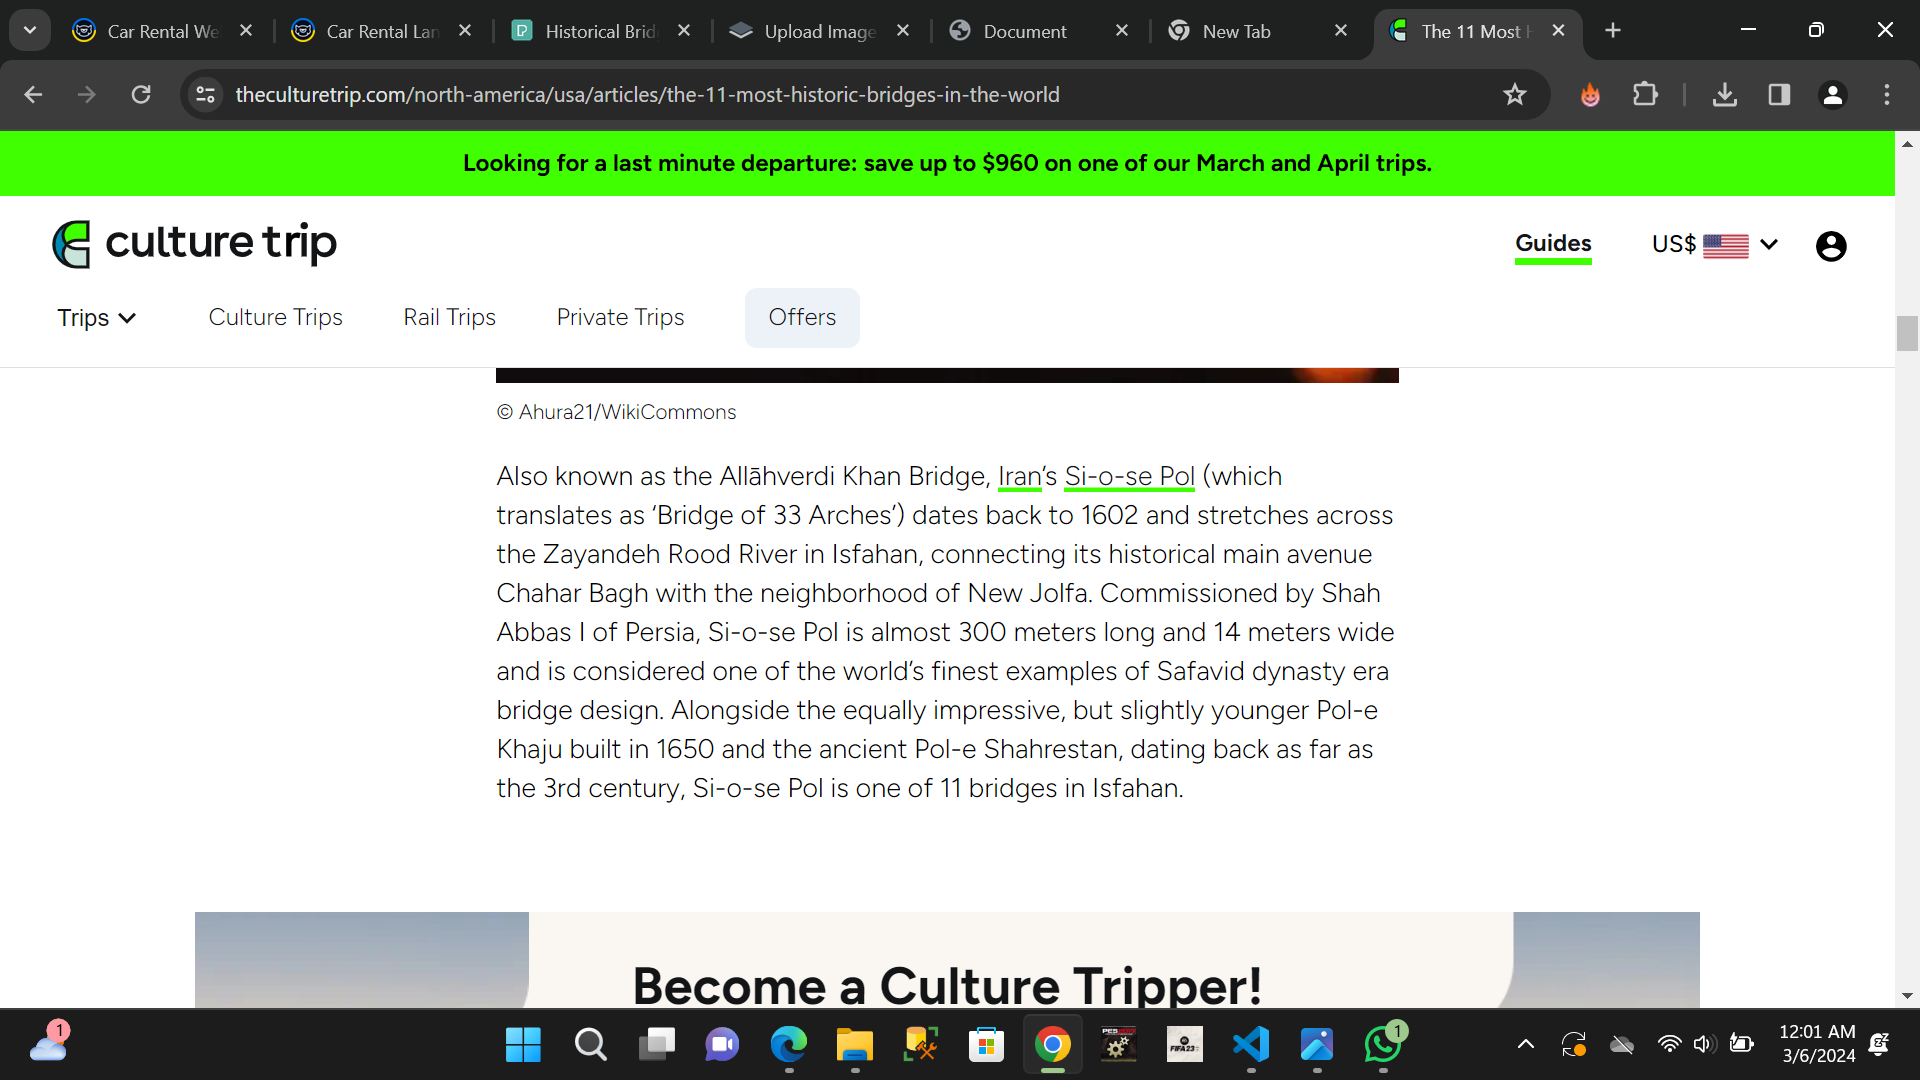 Car Rental We
Car Rental Lan
Historical Brid
Upload Image
Document
New Tab
The 11 Most H
theculturetrip.com/north-america/usa/articles/the-11-most-historic-bridges-in-the-world
Looking for a last minute departure: save up to $960 on one of our March and April trips.
culture trip
Guides
US$
Trips
Culture Trips
Rail Trips
Private Trips
Offers
© Ahura21/WikiCommons
Also known as the Allāhverdi Khan Bridge, Iran’s Si-o-se Pol (which
translates as ‘Bridge of 33 Arches’) dates back to 1602 and stretches across
the Zayandeh Rood River in Isfahan, connecting its historical main avenue
Chahar Bagh with the neighborhood of New Jolfa. Commissioned by Shah
Abbas I of Persia, Si-o-se Pol is almost 300 meters long and 14 meters wide
and is considered one of the world’s finest examples of Safavid dynasty era
bridge design. Alongside the equally impressive, but slightly younger Pol-e
Khaju built in 1650 and the ancient Pol-e Shahrestan, dating back as far as
the 3rd century, Si-o-se Pol is one of 11 bridges in Isfahan.
Become a Culture Tripper!
1
FIFA 23
1
12:01 AM
3/6/2024